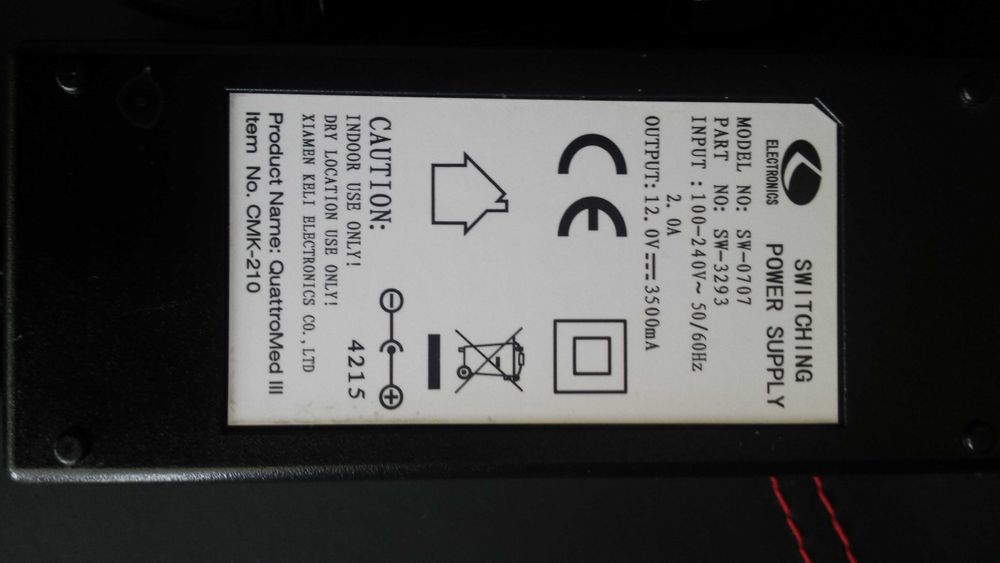 ELECTRONICS
SWITCHING
POWER SUPPLY
MODEL NO: SW-0707
PART NO: SW-3293
INPUT :100-240V~ 50/60Hz
2. 0A
OUTPUT:12. 0V⎓3500mA
CE
CAUTION:
INDOOR USE ONLY!
DRY LOCATION USE ONLY!
XIAMEN KELI ELECTRONICS CO.,LTD
4215
Product Name: QuattroMed III
Item No. CMK-210